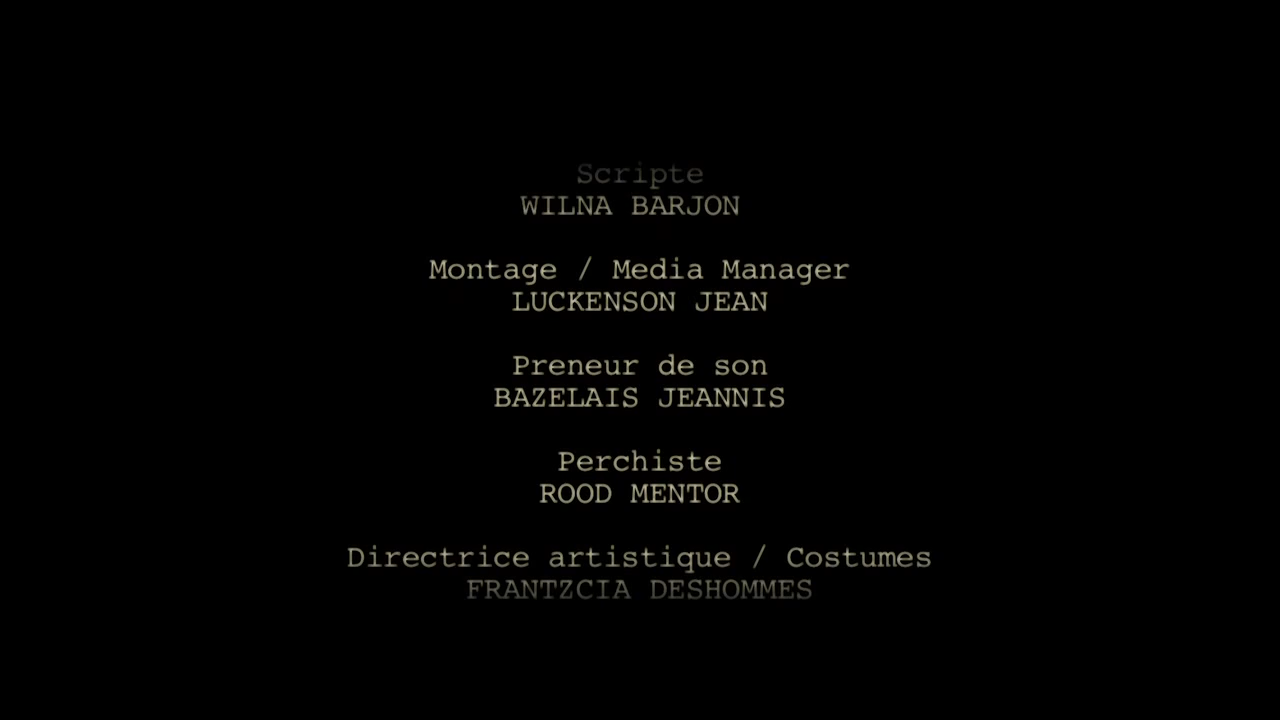 Scripte
WILNA BARJON
Montage / Media Manager
LUCKENSON JEAN
Preneur de son
BAZELAIS JEANNIS
Perchiste
ROOD MENTOR
Directrice artistique / Costumes
FRANTZCIA DESHOMMES